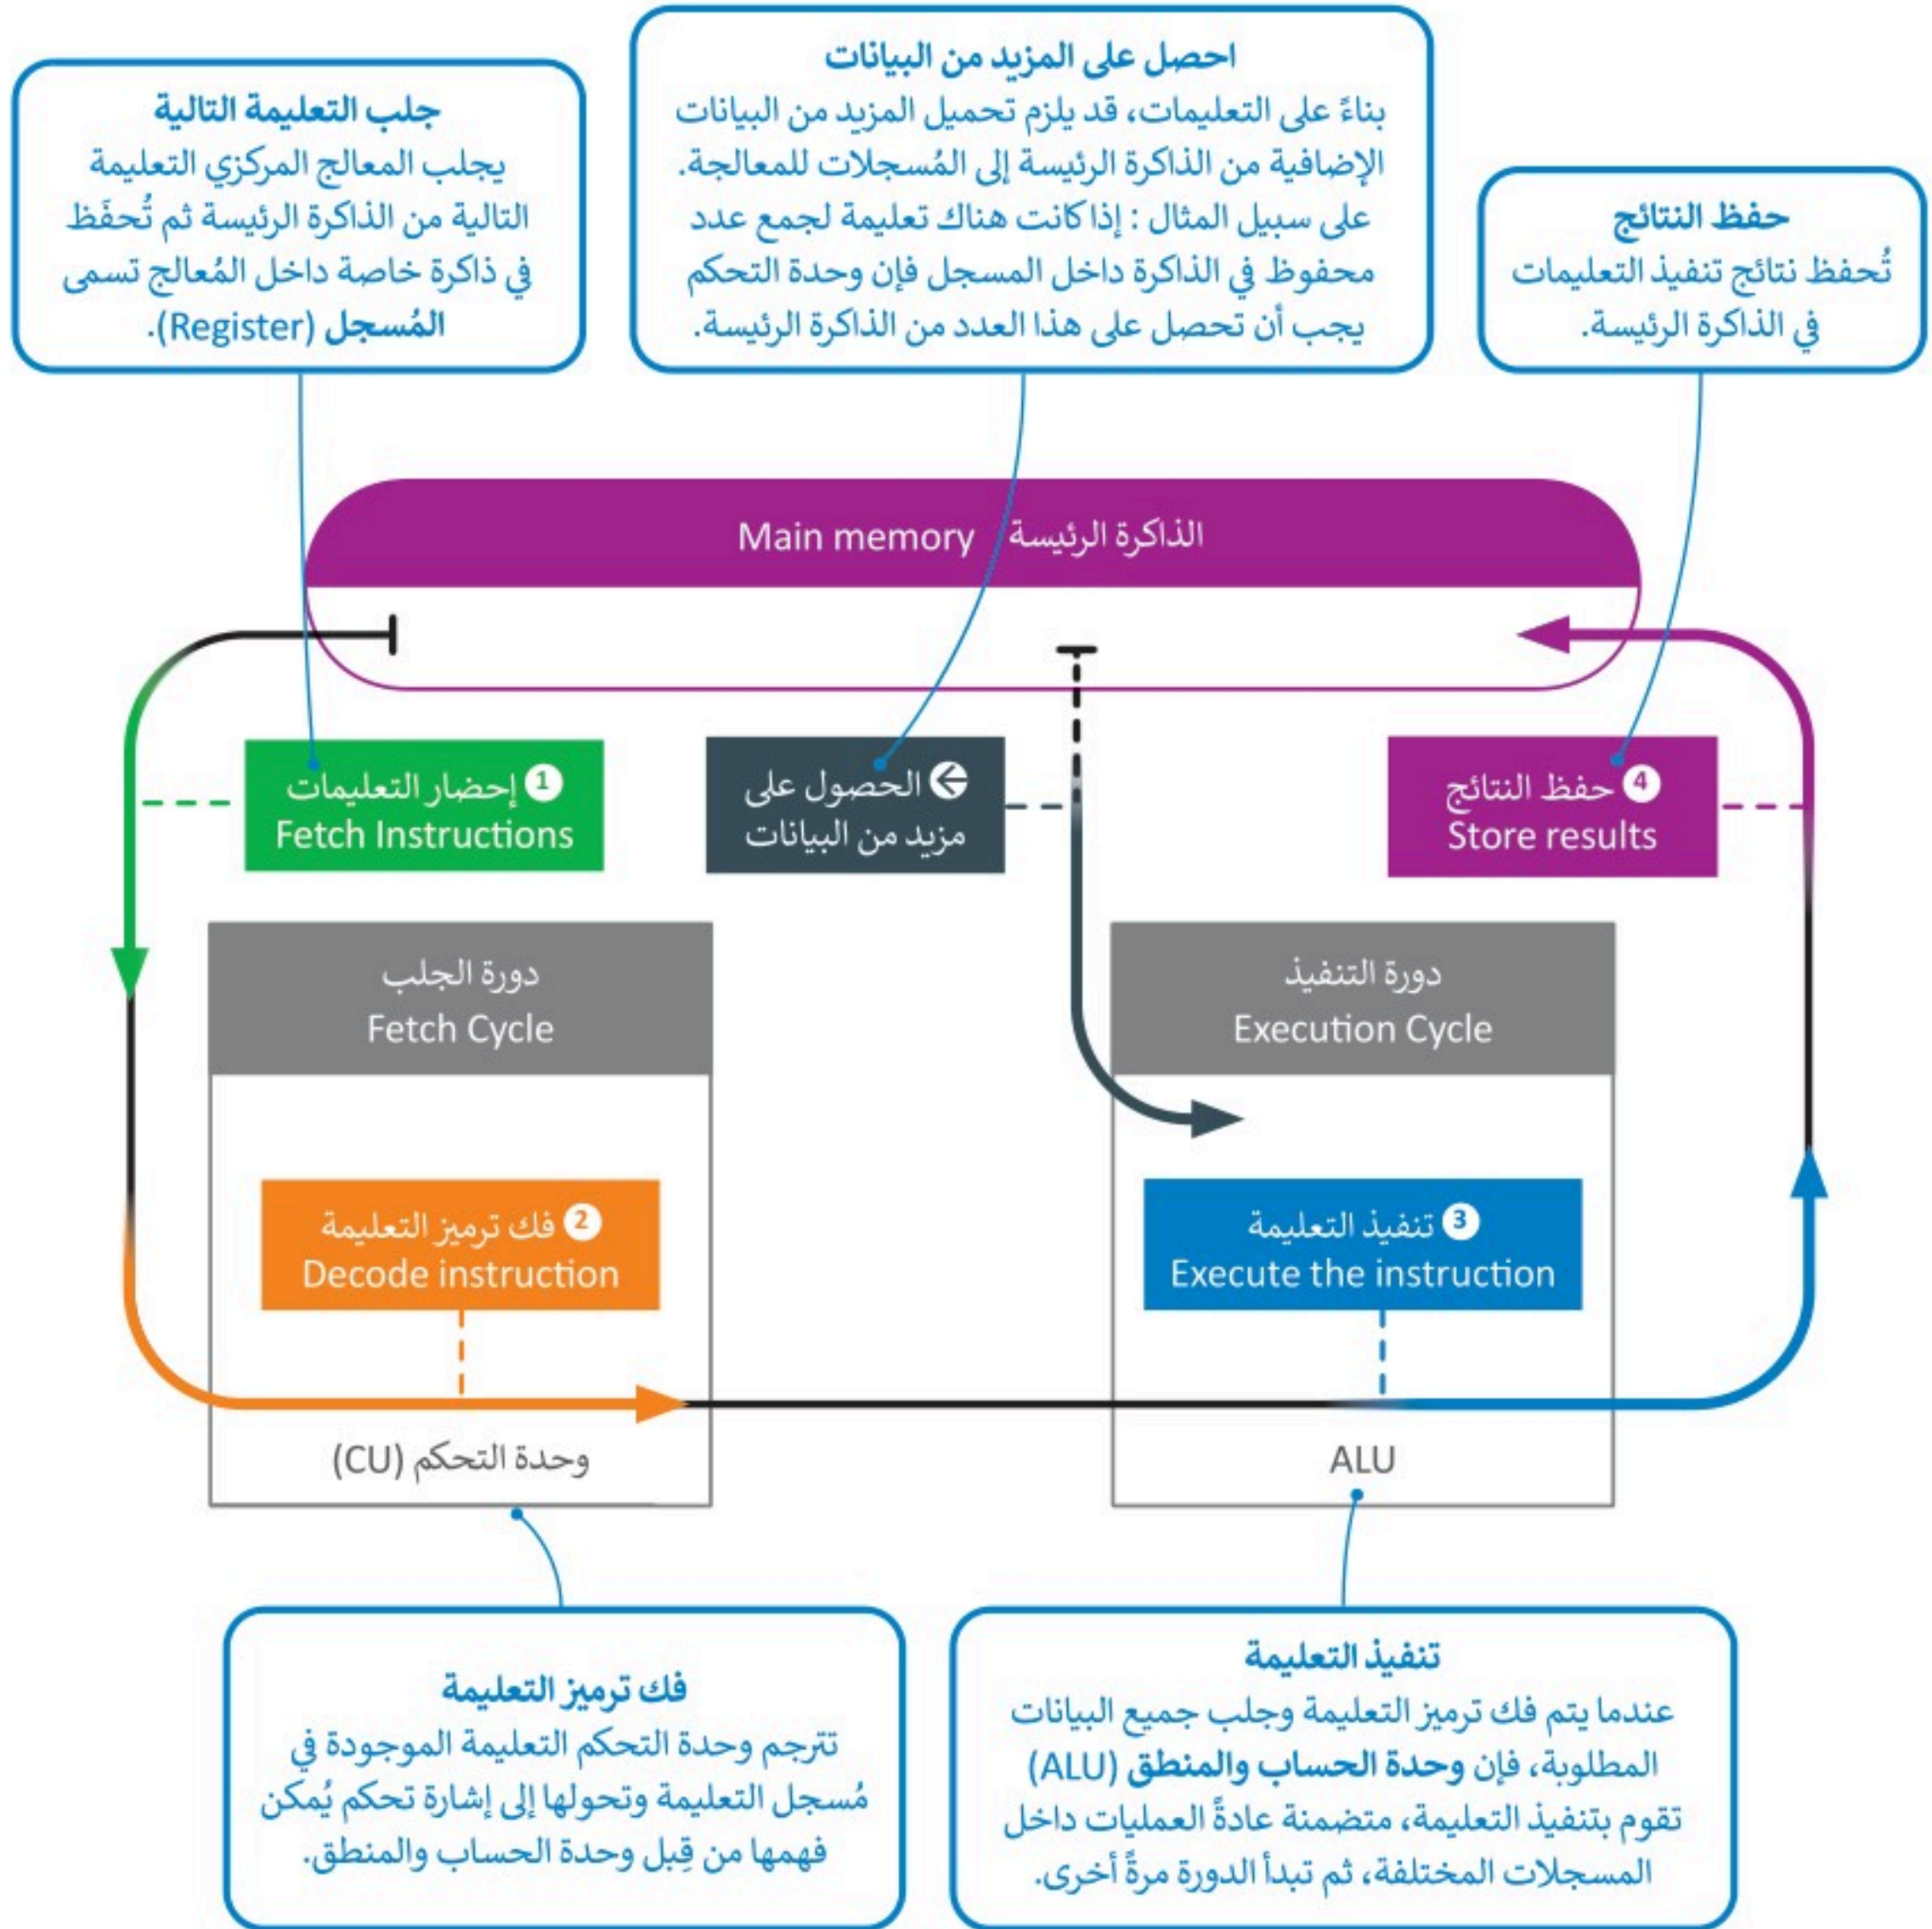 جلب التعليمة التالية
يجلب المعالج المركزي التعليمة
التالية من الذاكرة الرئيسة ثم تُحفَظ
في ذاكرة خاصة داخل المُعالج تسمى
المُسجل (Register).
احصل على المزيد من البيانات
بناءً على التعليمات، قد يلزم تحميل المزيد من البيانات
الإضافية من الذاكرة الرئيسة إلى المُسجلات للمعالجة.
على سبيل المثال : إذا كانت هناك تعليمة لجمع عدد
محفوظ في الذاكرة داخل المسجل فإن وحدة التحكم
يجب أن تحصل على هذا العدد من الذاكرة الرئيسة.
حفظ النتائج
تُحفظ نتائج تنفيذ التعليمات
في الذاكرة الرئيسة.
الذاكرة الرئيسة Main memory
1 إحضار التعليمات
Fetch Instructions
الحصول على
مزيد من البيانات
4 حفظ النتائج
Store results
دورة الجلب
Fetch Cycle
دورة التنفيذ
Execution Cycle
2 فك ترميز التعليمة
Decode instruction
3 تنفيذ التعليمة
Execute the instruction
وحدة التحكم (CU)
ALU
فك ترميز التعليمة
تترجم وحدة التحكم التعليمة الموجودة في
مُسجل التعليمة وتحولها إلى إشارة تحكم يُمكن
فهمها من قِبل وحدة الحساب والمنطق.
تنفيذ التعليمة
عندما يتم فك ترميز التعليمة وجلب جميع البيانات
المطلوبة، فإن وحدة الحساب والمنطق (ALU)
تقوم بتنفيذ التعليمة، متضمنة عادةً العمليات داخل
المسجلات المختلفة، ثم تبدأ الدورة مرةً أخرى.